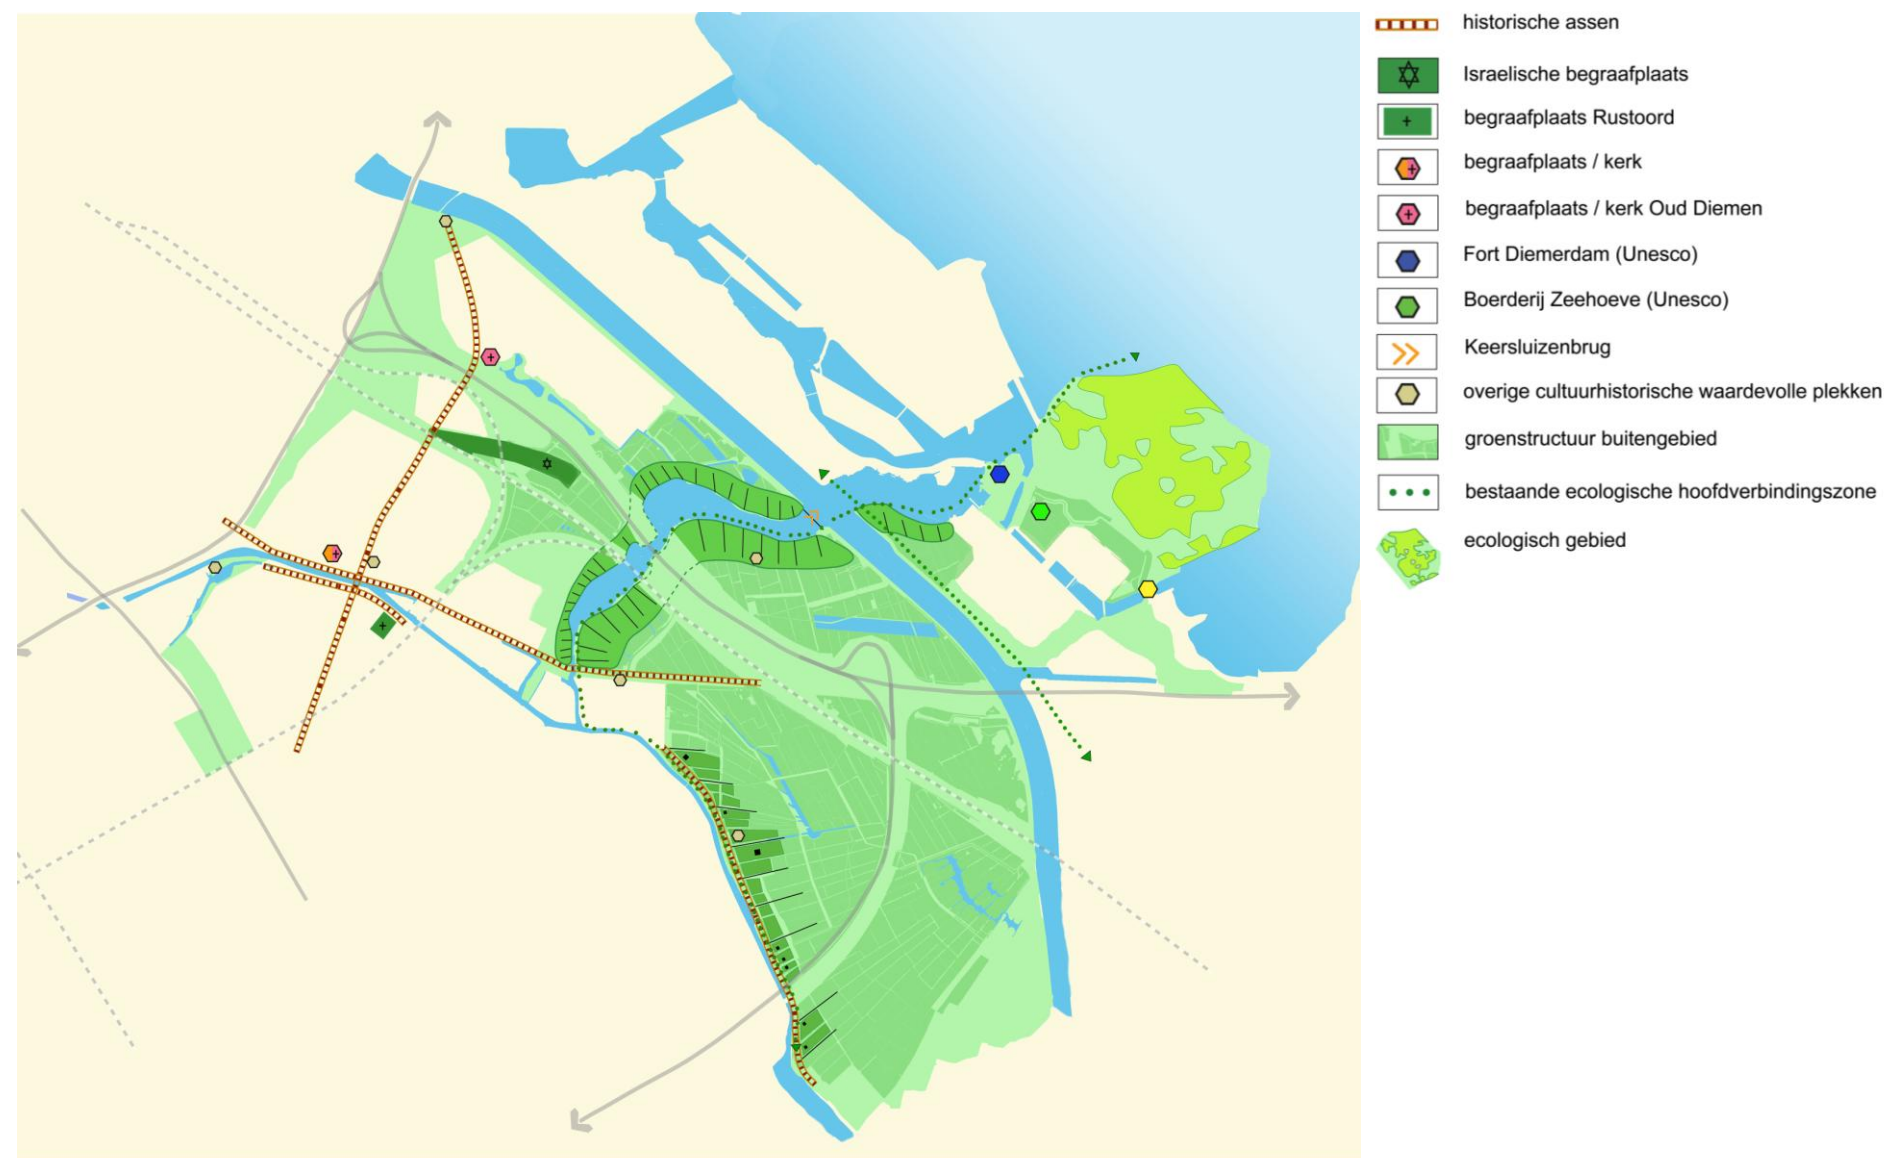 historische assen
Israelische begraafplaats
begraafplaats Rustoord
begraafplaats / kerk
begraafplaats / kerk Oud Diemen
Fort Diemerdam (Unesco)
Boerderij Zeehoeve (Unesco)
Keersluizenbrug
overige cultuurhistorische waardevolle plekken
groenstructuur buitengebied
bestaande ecologische hoofdverbindingszone
ecologisch gebied